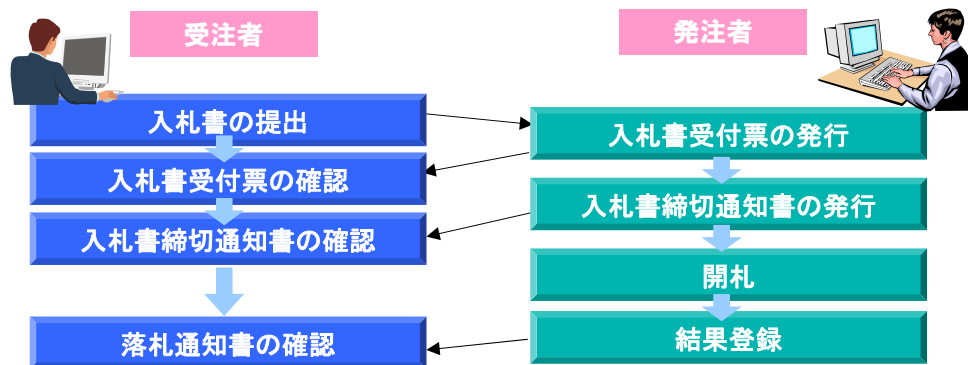 受注者
発注者
入札書の提出
入札書受付票の発行
入札書受付票の確認
入札書締切通知書の発行
入札書締切通知書の確認
開札
落札通知書の確認
結果登録